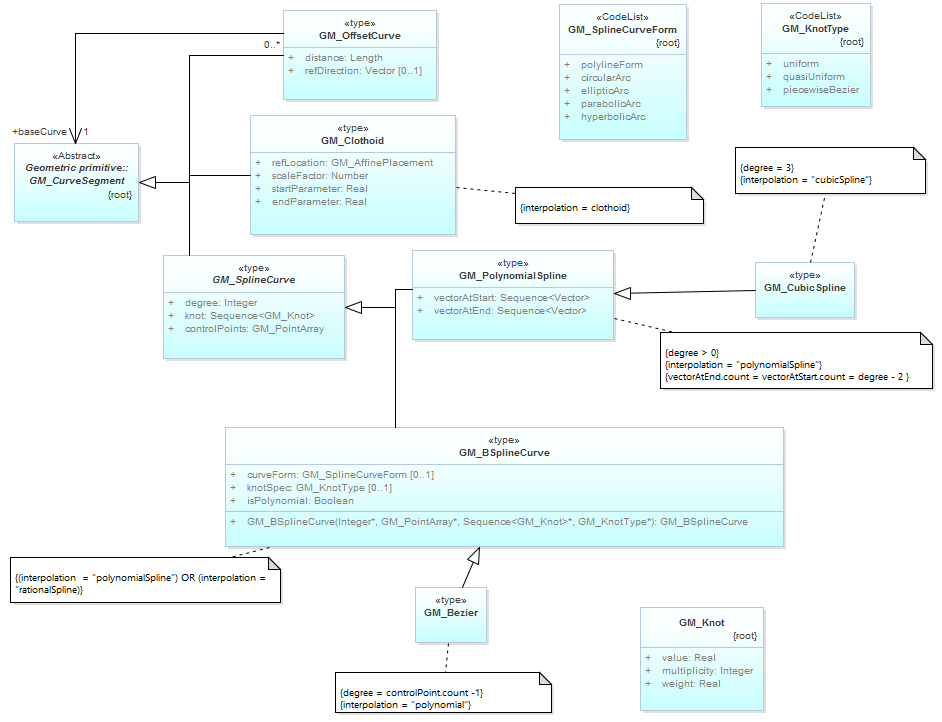 «type»
GM_OffsetCurve
+ distance: Length
+ refDirection: Vector [0..1]
0..*
+baseCurve
1
«CodeList»
GM_SplineCurveForm
{root}
+ polylineForm
+ circularArc
+ ellipticArc
+ parabolicArc
+ hyperbolicArc
«CodeList»
GM_KnotType
{root}
+ uniform
+ quasiUniform
+ piecewiseBezier
«Abstract»
Geometric primitive::
GM_CurveSegment
{root}
«type»
GM_Clothoid
+ refLocation: GM_AffinePlacement
+ scaleFactor: Number
+ startParameter: Real
+ endParameter: Real
{interpolation = clothoid}
{degree = 3}
{interpolation = "cubicSpline"}
«type»
GM_SplineCurve
+ degree: Integer
+ knot: Sequence<GM_Knot>
+ controlPoints: GM_PointArray
«type»
GM_PolynomialSpline
+ vectorAtStart: Sequence<Vector>
+ vectorAtEnd: Sequence<Vector>
«type»
GM_CubicSpline
{degree > 0}
{interpolation = "polynomialSpline"}
{vectorAtEnd.count = vectorAtStart.count = degree - 2 }
«type»
GM_BSplineCurve
+ curveForm: GM_SplineCurveForm [0..1]
+ knotSpec: GM_KnotType [0..1]
+ isPolynomial: Boolean
+ GM_BSplineCurve(Integer*, GM_PointArray*, Sequence<GM_Knot>*, GM_KnotType*): GM_BSplineCurve
{(interpolation = "polynomialSpline") OR (interpolation =
"rationalSpline)}
«type»
GM_Bezier
{degree = controlPoint.count -1}
{interpolation = "polynomial"}
GM_Knot
{root}
+ value: Real
+ multiplicity: Integer
+ weight: Real